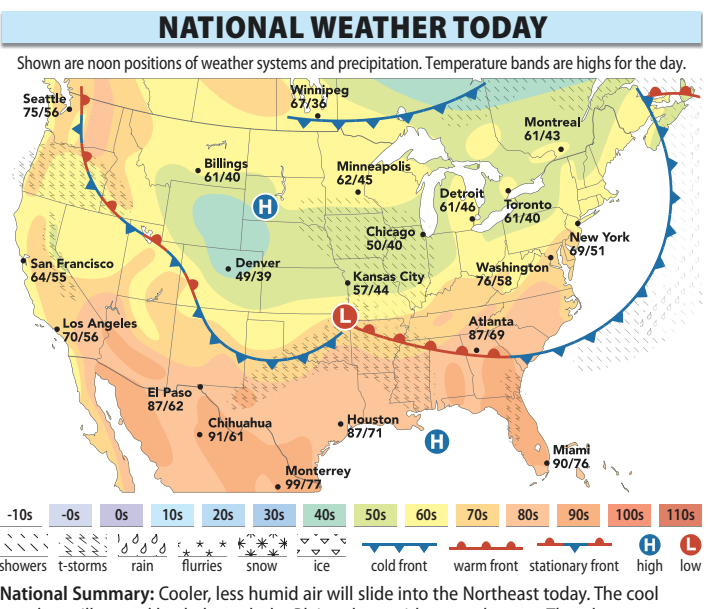 NATIONAL WEATHER TODAY
Shown are noon positions of weather systems and precipitation. Temperature bands are highs for the day.
Seattle
75/56
Winnipeg
67/36
Montreal
61/43
Billings
61/40
Minneapolis
62/45
Detroit
61/46
Toronto
61/40
H
Chicago
50/40
New York
69/51
San Francisco
64/55
Denver
49/39
Kansas City
57/44
Washington
76/58
L
Los Angeles
70/56
Atlanta
87/69
El Paso
87/62
Chihuahua
91/61
Houston
87/71
H
Miami
90/76
Monterrey
99/77
-10s -0s 0s 10s 20s 30s 40s 50s 60s 70s 80s 90s 100s 110s
H L
showers t-storms rain flurries snow ice cold front warm front stationary front high low
National Summary: Cooler, less humid air will slide into the Northeast today. The cool